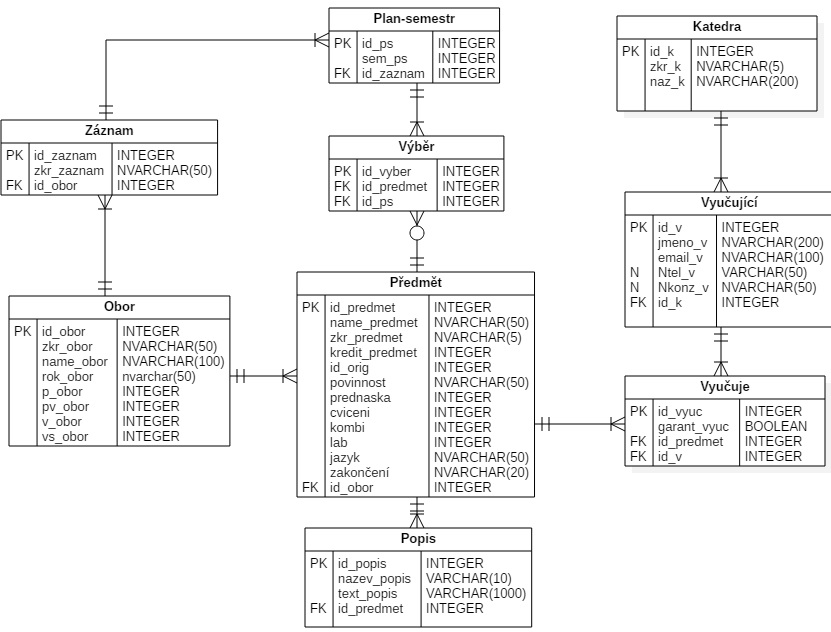 Plan-semestr
PK id_ps INTEGER
sem_ps INTEGER
FK id_zaznam INTEGER
Katedra
PK id_k INTEGER
zkr_k NVARCHAR(5)
naz_k NVARCHAR(200)
Záznam
PK id_zaznam INTEGER
zkr_zaznam NVARCHAR(50)
FK id_obor INTEGER
Výběr
PK id_vyber INTEGER
FK id_predmet INTEGER
FK id_ps INTEGER
Vyučující
PK id_v INTEGER
jmeno_v NVARCHAR(200)
email_v NVARCHAR(100)
N Ntel_v VARCHAR(50)
N Nkonz_v NVARCHAR(50)
FK id_k INTEGER
Obor
PK id_obor INTEGER
zkr_obor NVARCHAR(50)
name_obor NVARCHAR(100)
rok_obor nvarchar(50)
p_obor INTEGER
pv_obor INTEGER
v_obor INTEGER
vs_obor INTEGER
Předmět
PK id_predmet INTEGER
name_predmet NVARCHAR(50)
zkr_predmet NVARCHAR(5)
kredit_predmet INTEGER
id_orig INTEGER
povinnost NVARCHAR(50)
prednaska INTEGER
cviceni INTEGER
kombi INTEGER
lab INTEGER
jazyk NVARCHAR(50)
zakončení NVARCHAR(20)
FK id_obor INTEGER
Vyučuje
PK id_vyuc INTEGER
garant_vyuc BOOLEAN
FK id_predmet INTEGER
FK id_v INTEGER
Popis
PK id_popis INTEGER
nazev_popis VARCHAR(10)
text_popis VARCHAR(1000)
FK id_predmet INTEGER